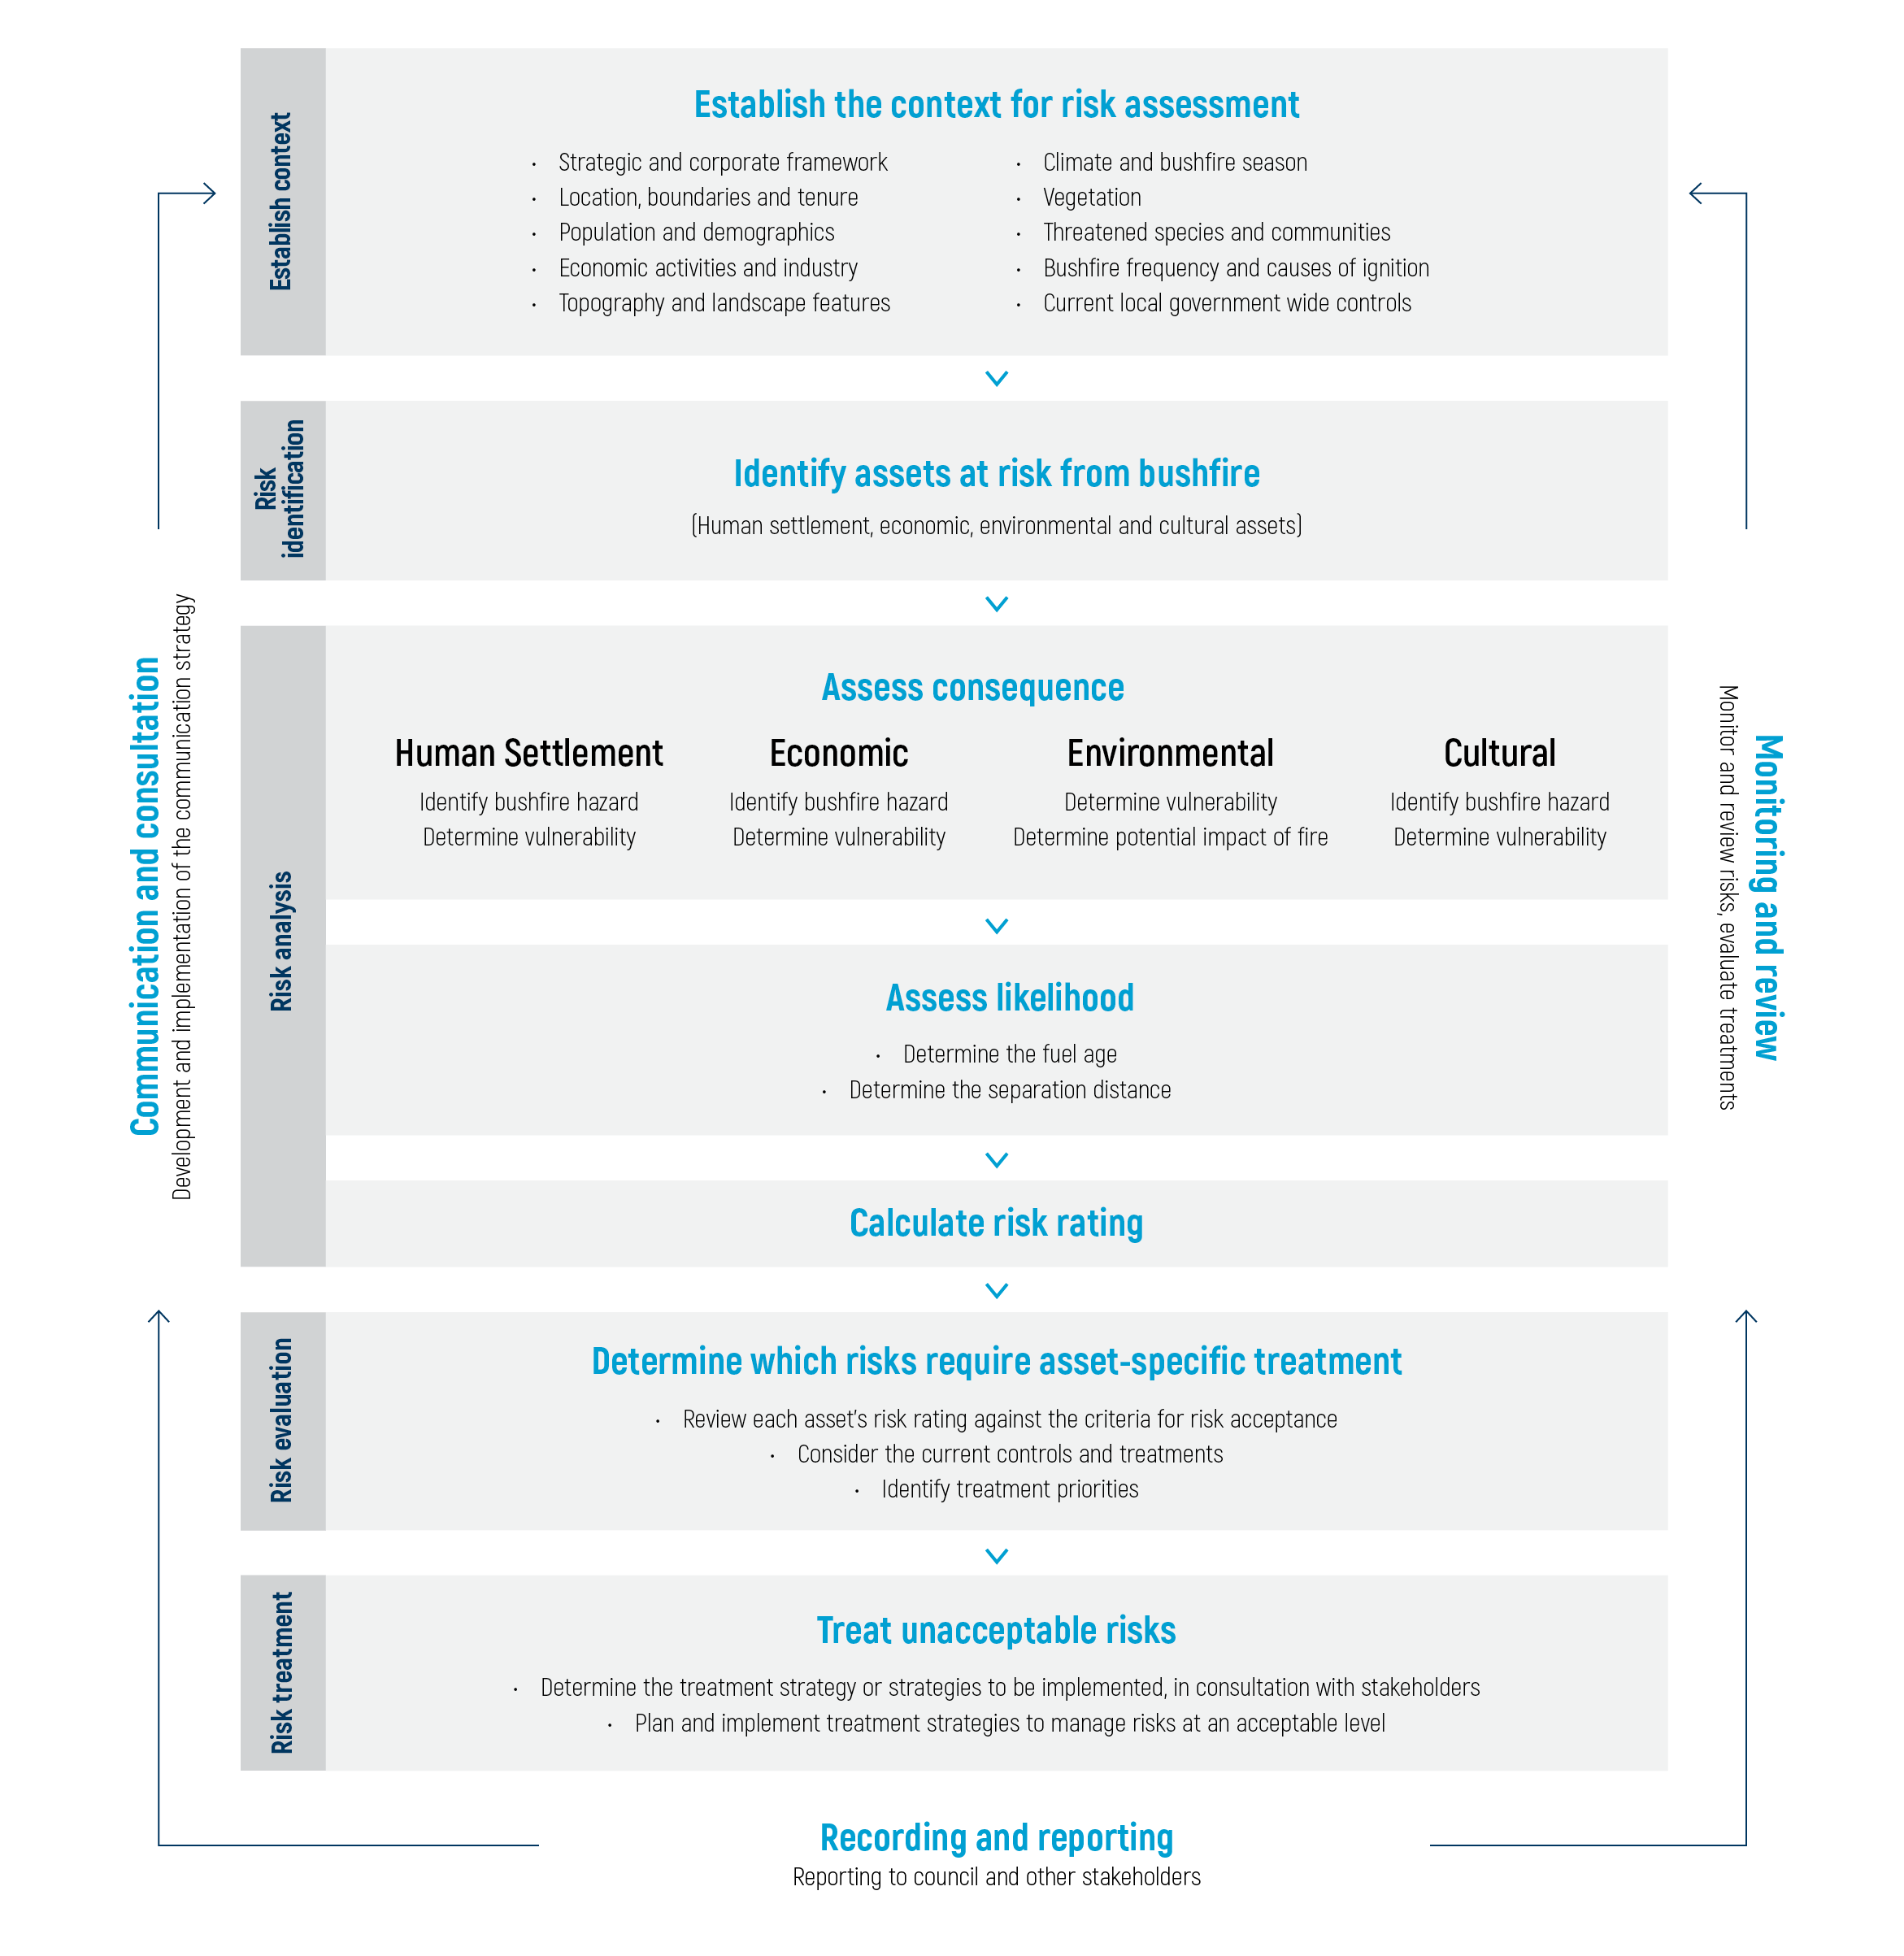 Establish context
Establish the context for risk assessment
• Strategic and corporate framework
• Location, boundaries and tenure
• Population and demographics
• Economic activities and industry
• Topography and landscape features
• Climate and bushfire season
• Vegetation
• Threatened species and communities
• Bushfire frequency and causes of ignition
• Current local government wide controls
Risk
identification
Identify assets at risk from bushfire
(Human settlement, economic, environmental and cultural assets)
Communication and consultation
Development and implementation of the communication strategy
Risk analysis
Assess consequence
Human Settlement
Identify bushfire hazard
Determine vulnerability
Economic
Identify bushfire hazard
Determine vulnerability
Environmental
Determine vulnerability
Determine potential impact of fire
Cultural
Identify bushfire hazard
Determine vulnerability
Assess likelihood
• Determine the fuel age
• Determine the separation distance
Calculate risk rating
Monitoring and review
Monitor and review risks, evaluate treatments
Risk evaluation
Determine which risks require asset-specific treatment
• Review each asset's risk rating against the criteria for risk acceptance
• Consider the current controls and treatments
• Identify treatment priorities
Risk treatment
Treat unacceptable risks
• Determine the treatment strategy or strategies to be implemented, in consultation with stakeholders
• Plan and implement treatment strategies to manage risks at an acceptable level
Recording and reporting
Reporting to council and other stakeholders